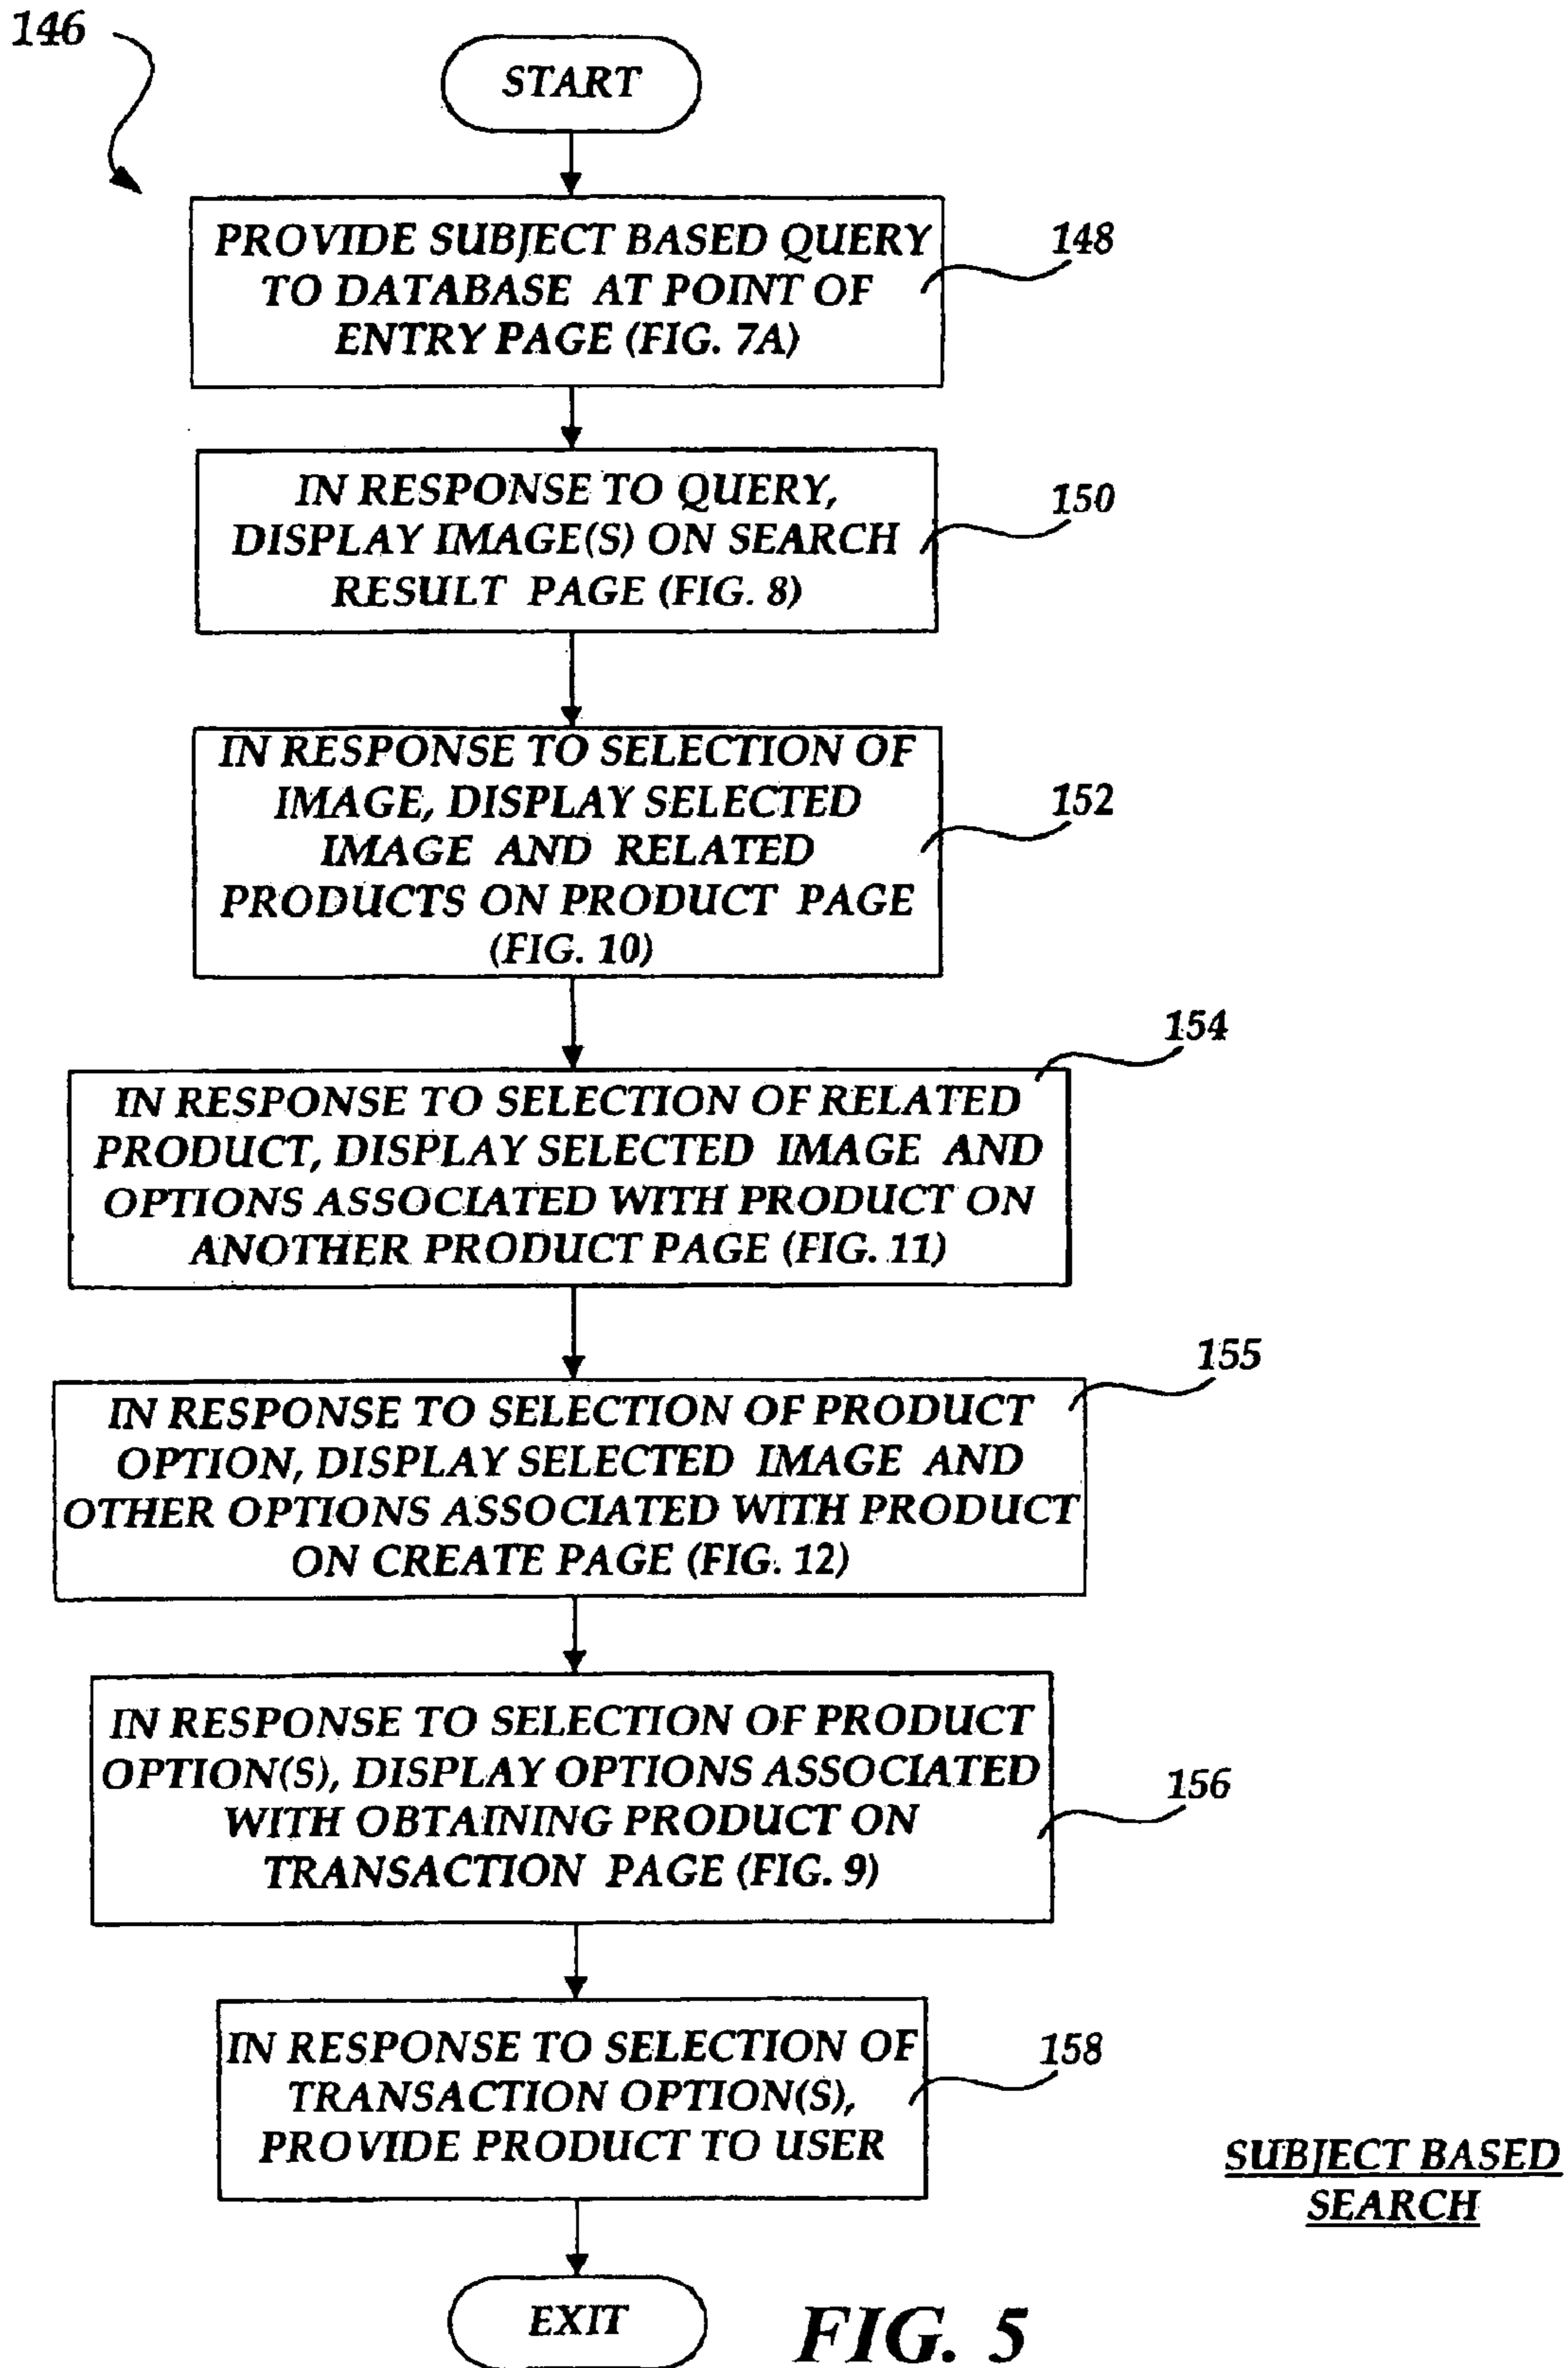 146
START
PROVIDE SUBJECT BASED QUERY
TO DATABASE AT POINT OF
ENTRY PAGE (FIG. 7A)
148
IN RESPONSE TO QUERY,
DISPLAY IMAGE(S) ON SEARCH
RESULT PAGE (FIG. 8)
150
IN RESPONSE TO SELECTION OF
IMAGE, DISPLAY SELECTED
IMAGE AND RELATED
PRODUCTS ON PRODUCT PAGE
(FIG. 10)
152
IN RESPONSE TO SELECTION OF RELATED
PRODUCT, DISPLAY SELECTED IMAGE AND
OPTIONS ASSOCIATED WITH PRODUCT ON
ANOTHER PRODUCT PAGE (FIG. 11)
154
IN RESPONSE TO SELECTION OF PRODUCT
OPTION, DISPLAY SELECTED IMAGE AND
OTHER OPTIONS ASSOCIATED WITH PRODUCT
ON CREATE PAGE (FIG. 12)
155
IN RESPONSE TO SELECTION OF PRODUCT
OPTION(S), DISPLAY OPTIONS ASSOCIATED
WITH OBTAINING PRODUCT ON
TRANSACTION PAGE (FIG. 9)
156
IN RESPONSE TO SELECTION OF
TRANSACTION OPTION(S),
PROVIDE PRODUCT TO USER
158
SUBJECT BASED
SEARCH
EXIT
FIG. 5